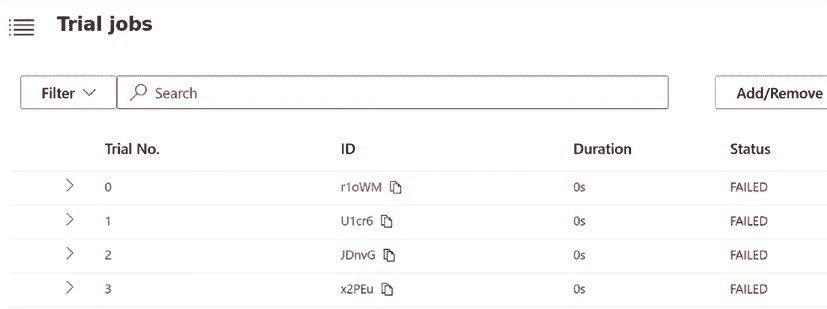 Trial jobs
Filter Search Add/Remove
Trial No. ID Duration Status
0 r1oWM 0s FAILED
1 U1cr6 0s FAILED
2 JDnvG 0s FAILED
3 x2PEu 0s FAILED